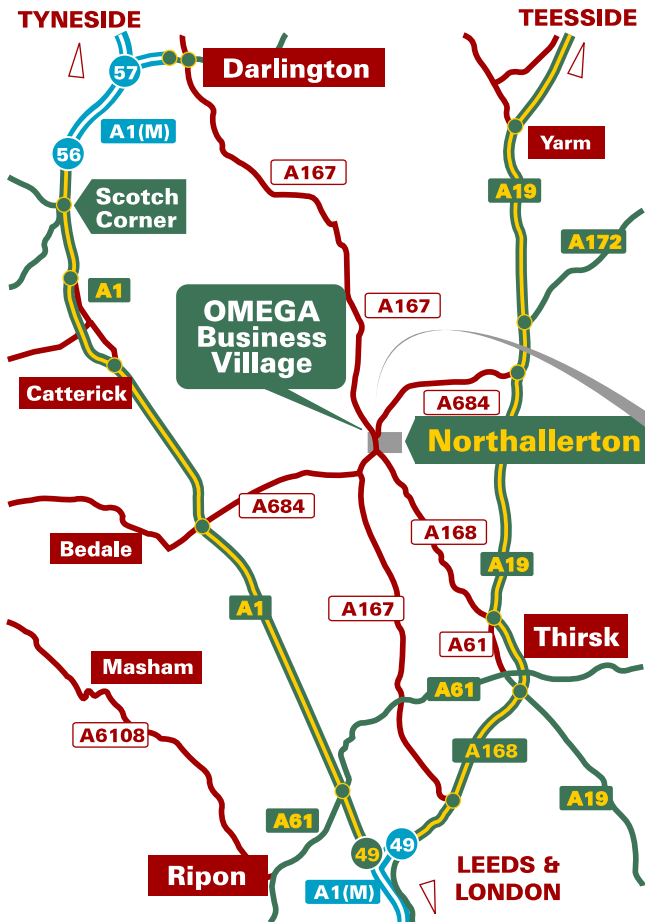 TYNESIDE
TEESSIDE
57
Darlington
A1(M)
56
Yarm
A167
Scotch
Corner
A19
A172
A1
OMEGA
Business
Village
A167
Catterick
A684
Northallerton
A684
A168
Bedale
A19
A1
A167
Thirsk
A61
Masham
A61
A6108
A168
A19
A61
49
49
Ripon
LEEDS &
LONDON
A1(M)